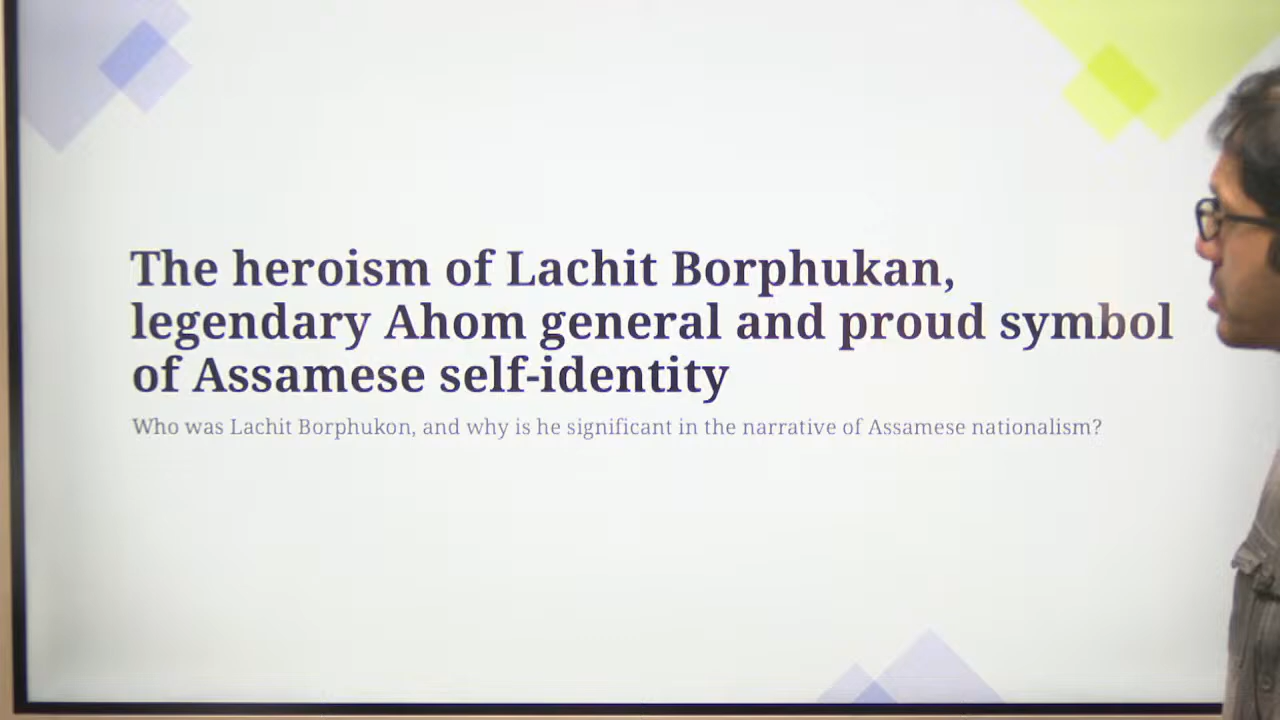 The heroism of Lachit Borphukan,
legendary Ahom general and proud symbol
of Assamese self-identity
Who was Lachit Borphukon, and why is he significant in the narrative of Assamese nationalism?